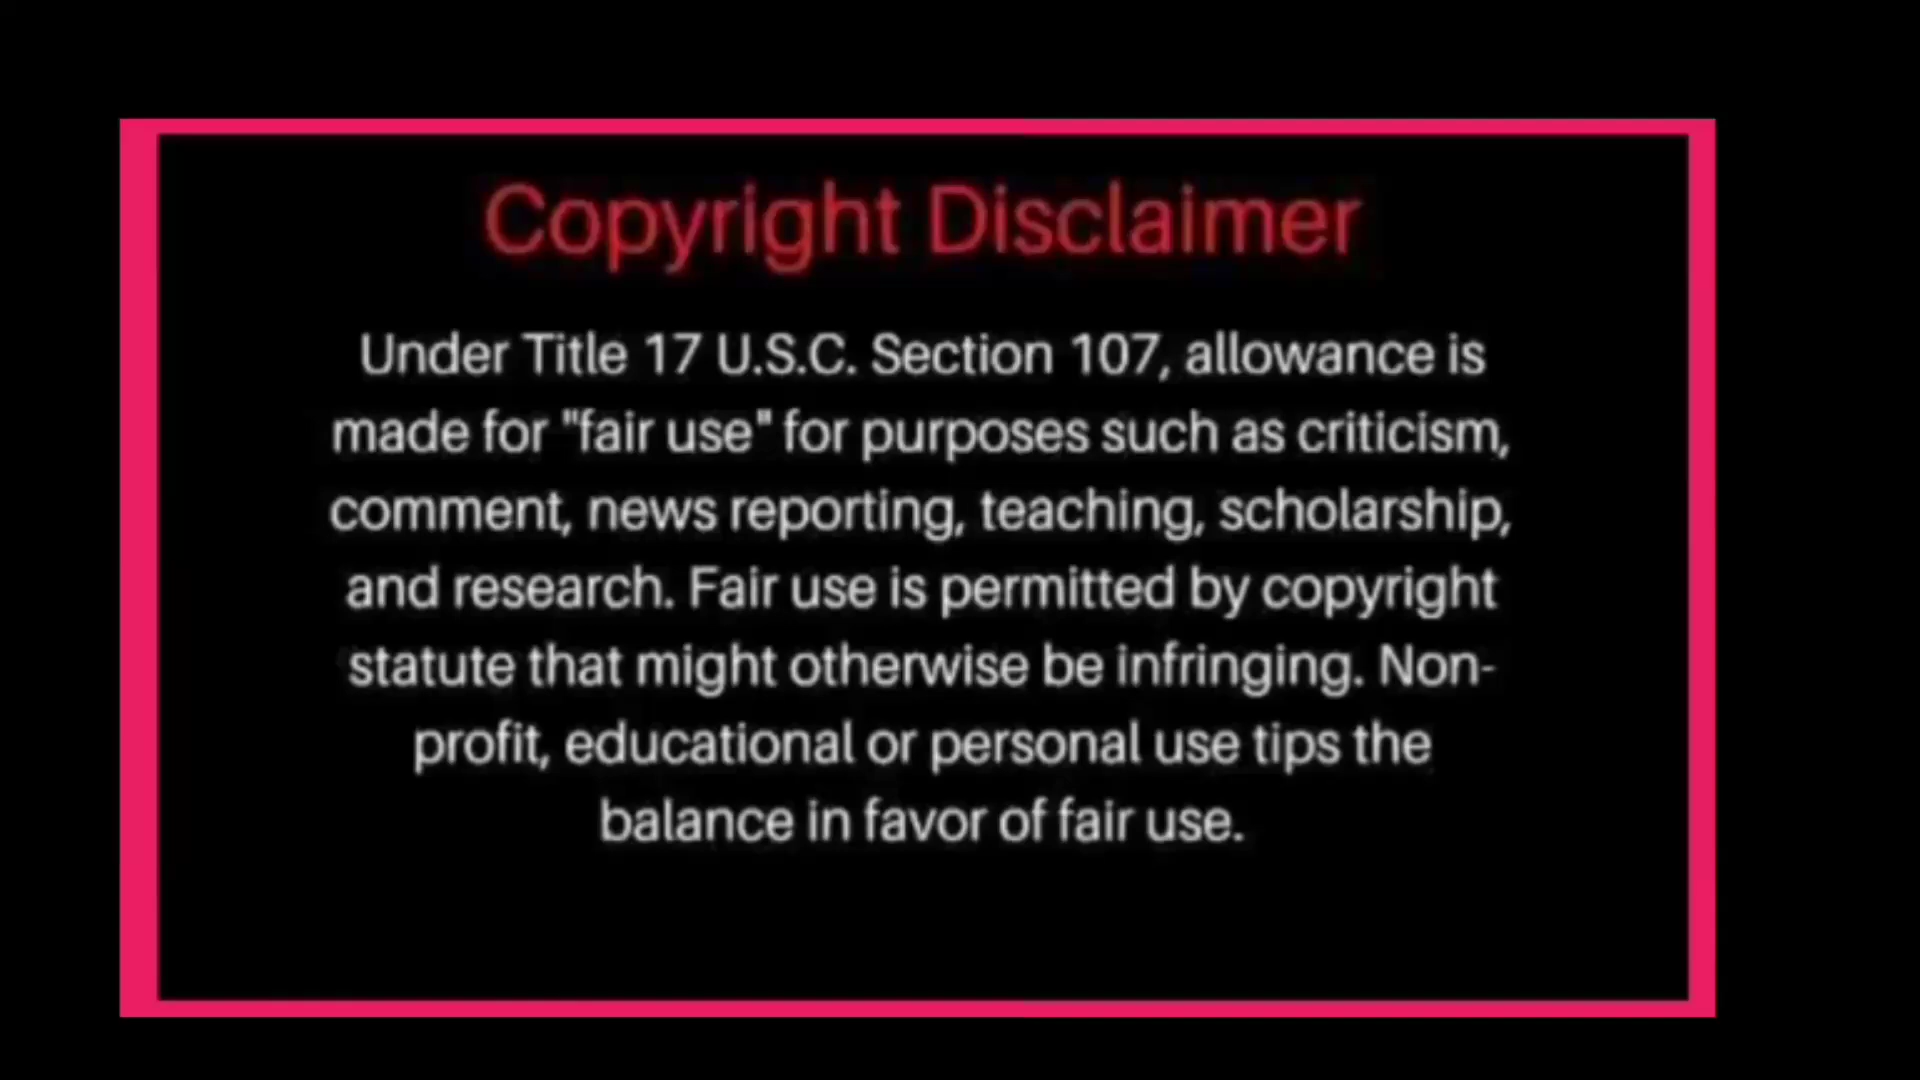 Copyright Disclaimer
Under Title 17 U.S.C. Section 107, allowance is
made for "fair use" for purposes such as criticism,
comment, news reporting, teaching, scholarship,
and research. Fair use is permitted by copyright
statute that might otherwise be infringing. Non-
profit, educational or personal use tips the
balance in favor of fair use.